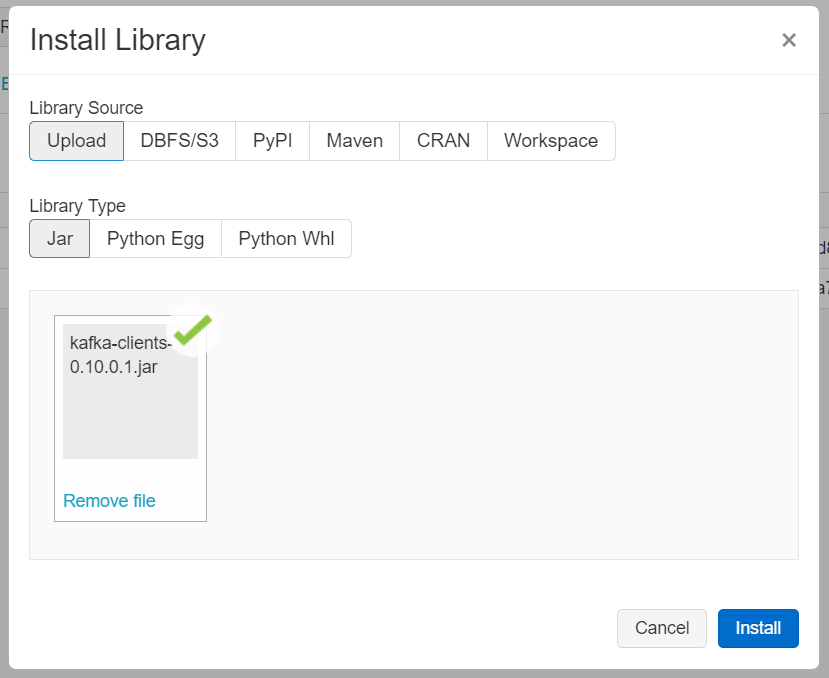 Install Library
×
Library Source
Upload DBFS/S3 PyPI Maven CRAN Workspace
Library Type
Jar Python Egg Python Whl
kafka-clients-
0.10.0.1.jar
Remove file
Cancel Install